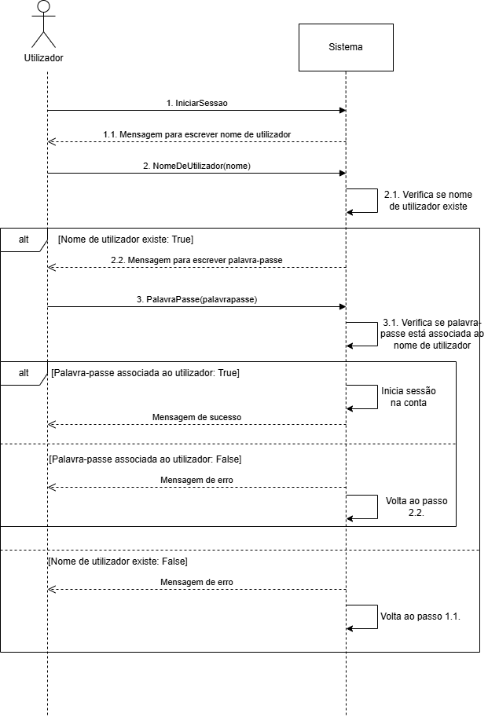 Utilizador
Sistema
1. IniciarSessao
1.1. Mensagem para escrever nome de utilizador
2. NomeDeUtilizador(nome)
2.1. Verifica se nome
de utilizador existe
alt
[Nome de utilizador existe: True]
2.2. Mensagem para escrever palavra-passe
3. PalavraPasse(palavrapasse)
3.1. Verifica se palavra-
passe está associada ao
nome de utilizador
alt
[Palavra-passe associada ao utilizador: True]
Inicia sessão
na conta
Mensagem de sucesso
[Palavra-passe associada ao utilizador: False]
Mensagem de erro
Volta ao passo
2.2.
[Nome de utilizador existe: False]
Mensagem de erro
Volta ao passo 1.1.